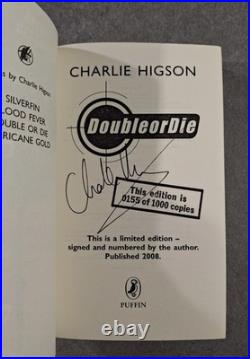 s by Charlie Higson
SILVERFIN
LOOD FEVER
UBLE OR DIE
RICANE GOLD
CHARLIE HIGSON
DoubleorDie
This edition is
0155 of 1000 copies
This is a limited edition –
signed and numbered by the author.
Published 2008.
PUFFIN